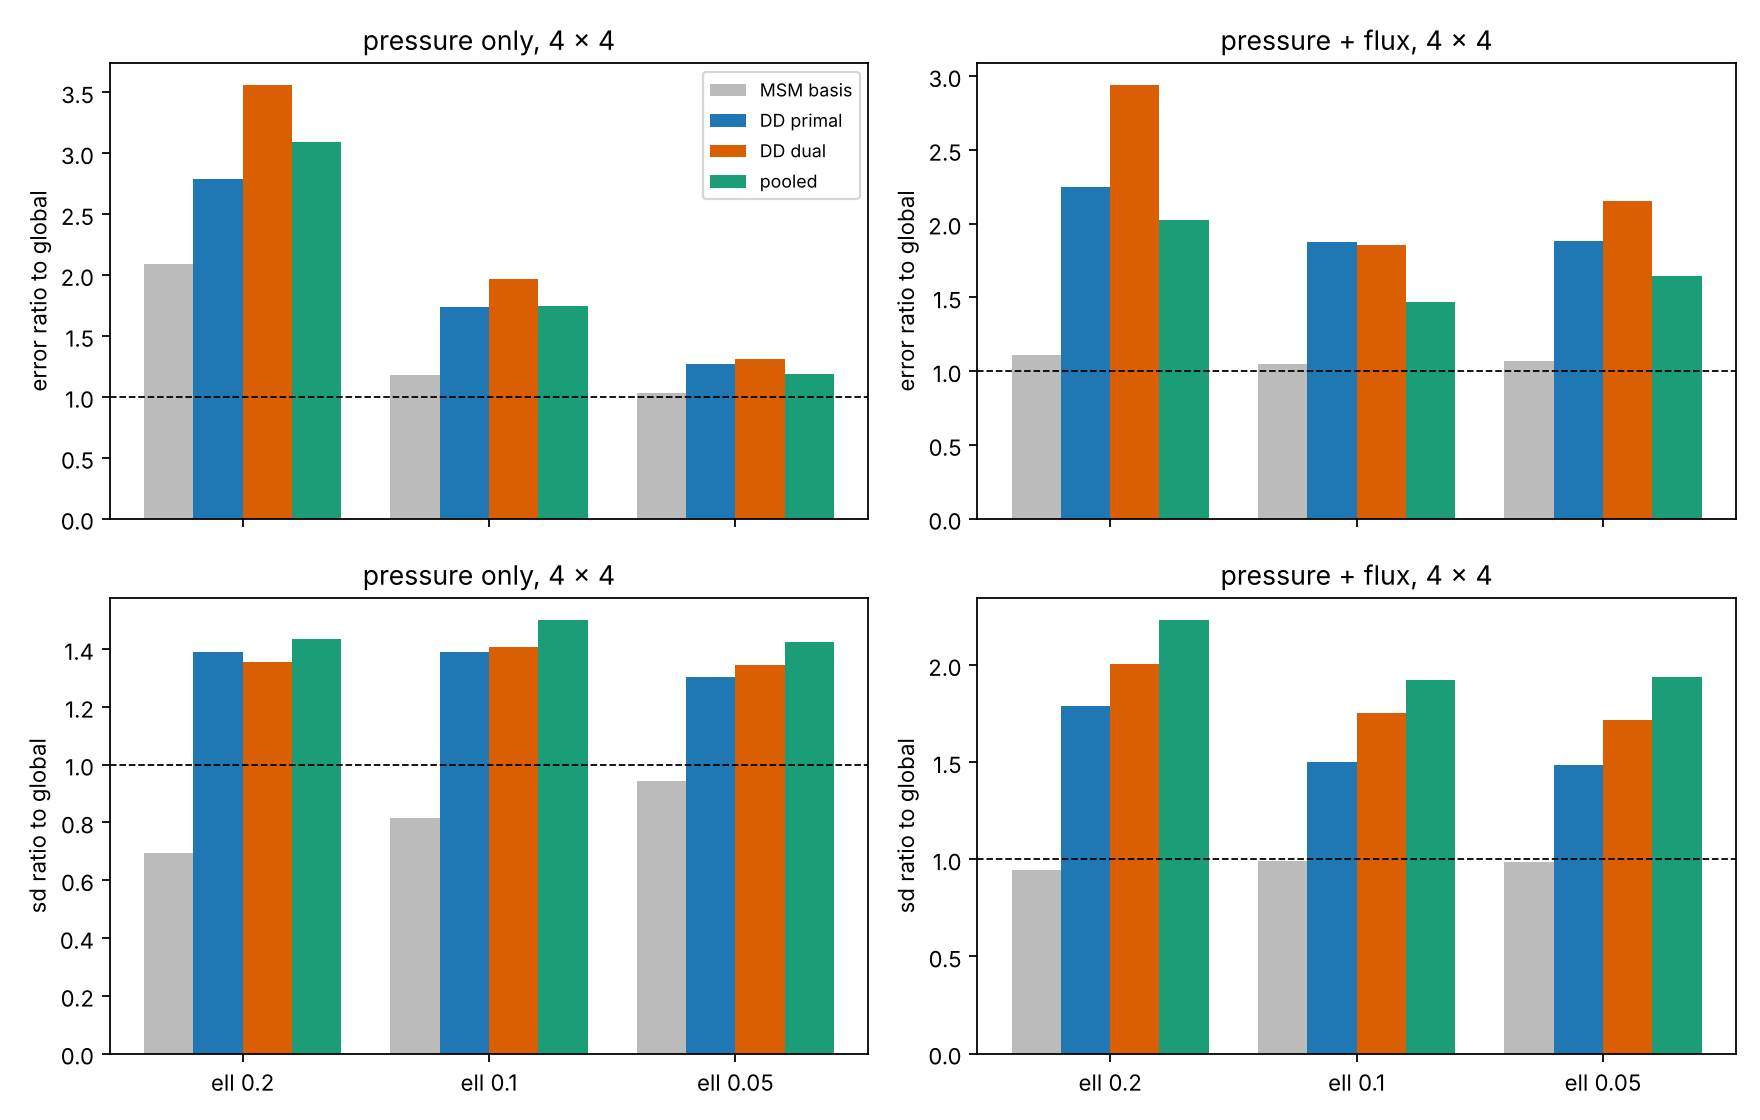 pressure only, 4 × 4
error ratio to global
3.5
3.0
2.5
2.0
1.5
1.0
0.5
0.0
MSM basis
DD primal
DD dual
pooled
pressure + flux, 4 × 4
error ratio to global
3.0
2.5
2.0
1.5
1.0
0.5
0.0
pressure only, 4 × 4
sd ratio to global
1.4
1.2
1.0
0.8
0.6
0.4
0.2
0.0
ell 0.2
ell 0.1
ell 0.05
pressure + flux, 4 × 4
sd ratio to global
2.0
1.5
1.0
0.5
0.0
ell 0.2
ell 0.1
ell 0.05